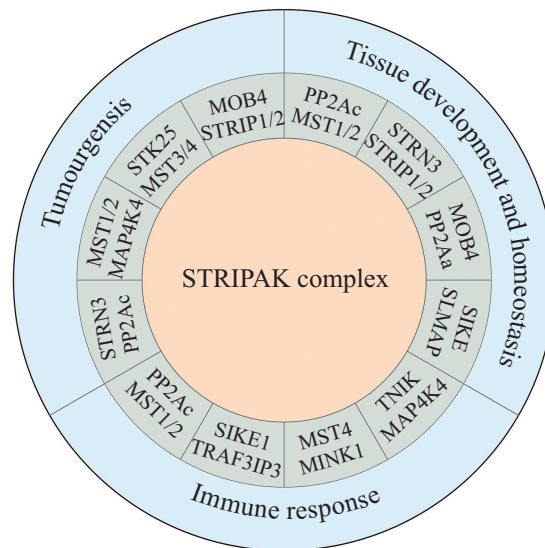 Tumourgensis
Tissue development and homeostasis
Immune response
MOB4
STRIP1/2
PP2Ac
MST1/2
STRN3
STRIP1/2
MOB4
PP2Aa
SIKE
SLMAP
TNIK
MAP4K4
MST4
MINK1
SIKE1
TRAF3IP3
PP2Ac
MST1/2
STRN3
PP2Ac
MST1/2
MAP4K4
STK25
MST3/4
STRIPAK complex